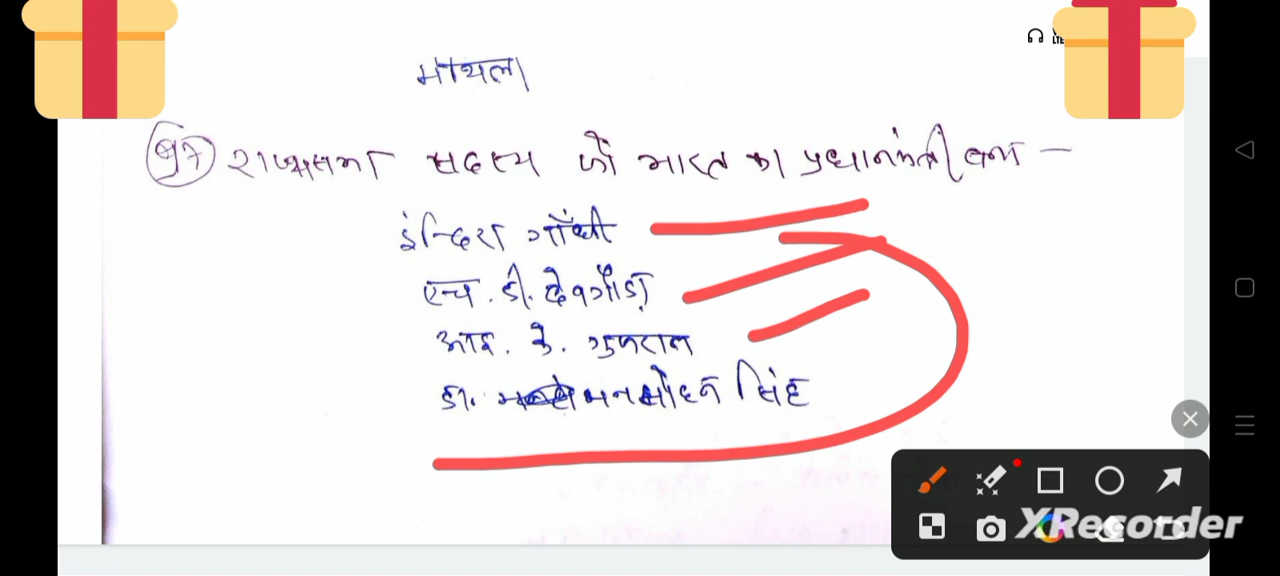 मायला
97 राज्यसभा सदस्य जो भारत का प्रधानमंत्री बना —
इन्दिरा गाँधी
एच. डी. देवगौड़ा
आइ. के. गुजराल
डा. मनमोहन सिंह
XRecorder